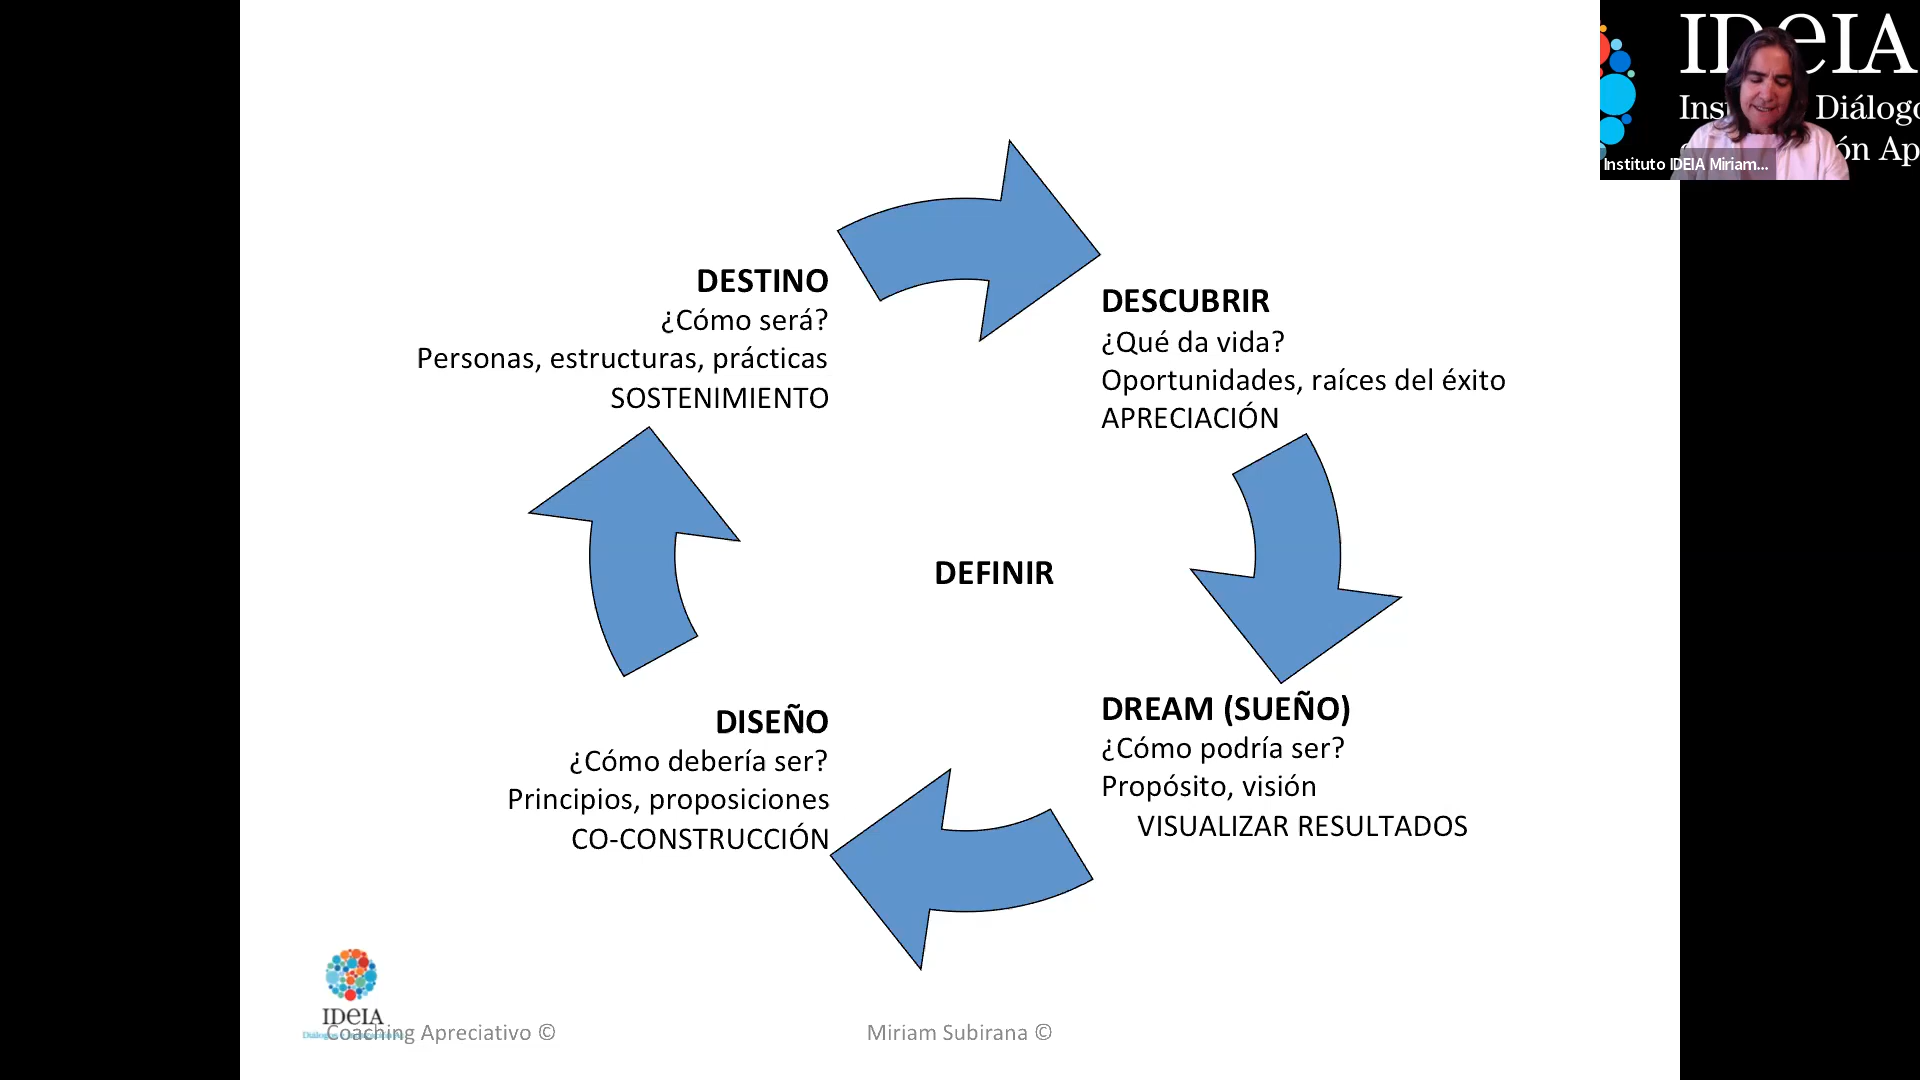 IDeIA
Diálogo
ón Ap
Instituto IDEIA Miriam...
DESTINO
¿Cómo será?
Personas, estructuras, prácticas
SOSTENIMIENTO
DESCUBRIR
¿Qué da vida?
Oportunidades, raíces del éxito
APRECIACIÓN
DEFINIR
DISEÑO
¿Cómo debería ser?
Principios, proposiciones
CO-CONSTRUCCIÓN
DREAM (SUEÑO)
¿Cómo podría ser?
Propósito, visión
VISUALIZAR RESULTADOS
IDeIA
Coaching Apreciativo ©
Miriam Subirana ©